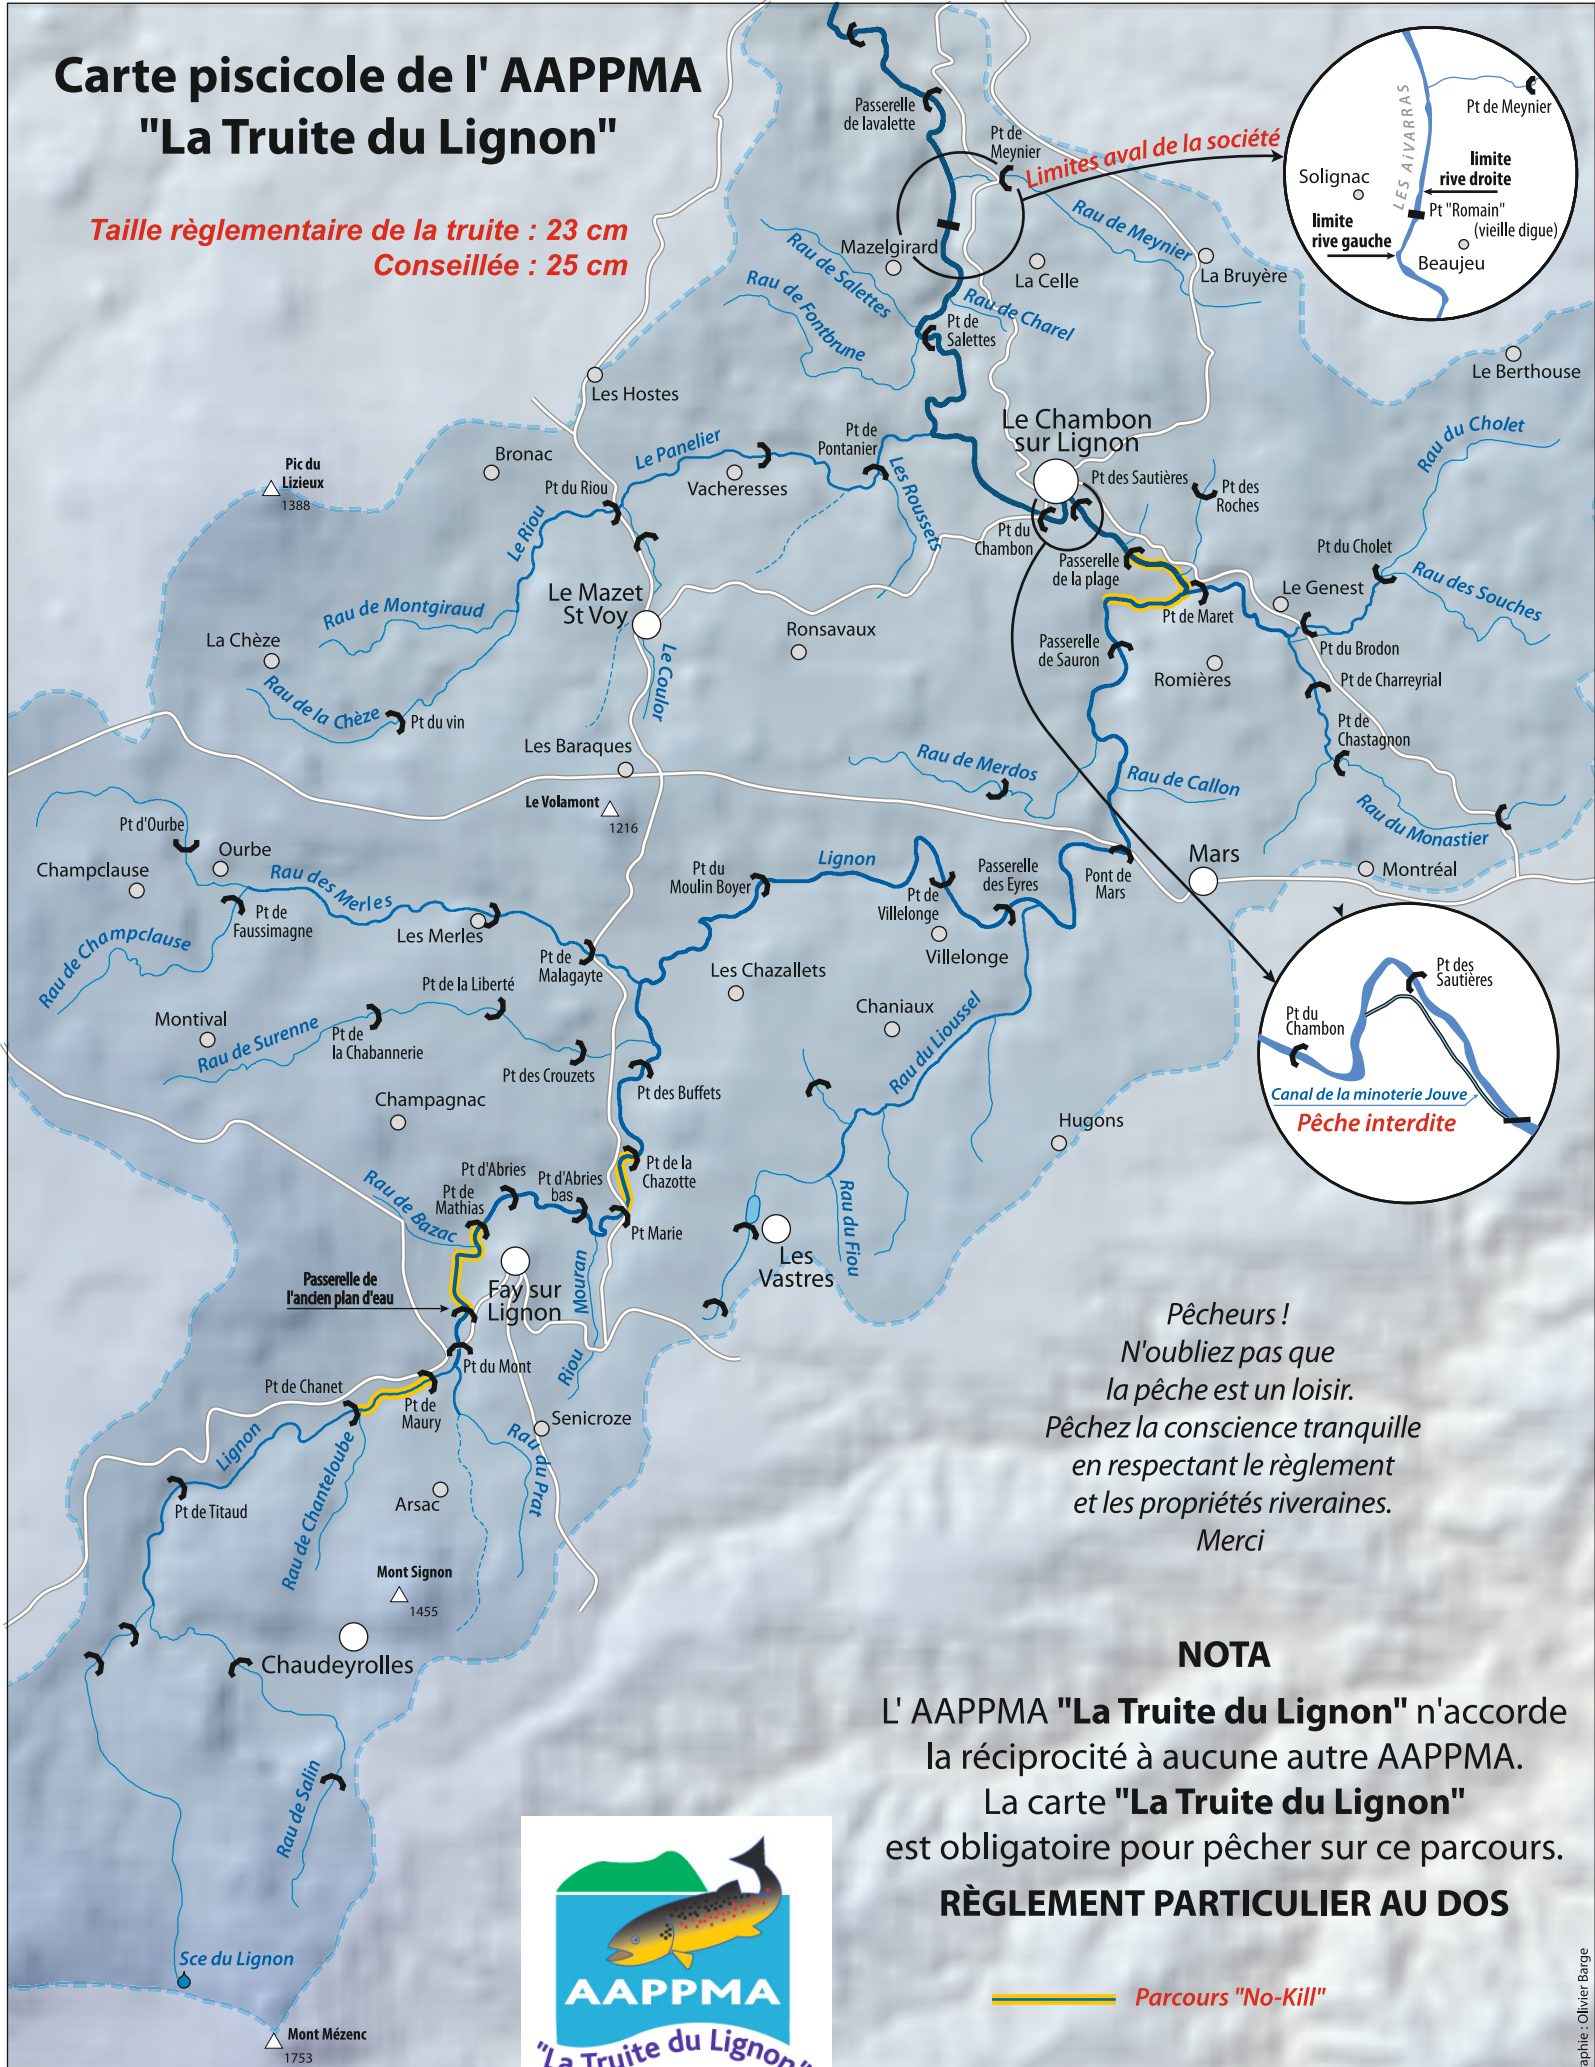 Carte piscicole de l' AAPPMA
"La Truite du Lignon"
Taille règlementaire de la truite : 23 cm
Conseillée : 25 cm
Passerelle
de lavalette
Pt de
Meynier
Limites aval de la société
Rau de Meynier
Mazelgirard
La Celle
La Bruyère
Rau de Salettes
Rau de Fontbrune
Rau de Charel
Pt de
Salettes
LES AiVARRAS
Pt de Meynier
Solignac
limite
rive droite
limite
rive gauche
Pt "Romain"
(vieille digue)
Beaujeu
Le Berthouse
Les Hostes
Le Chambon
sur Lignon
Rau du Cholet
Pic du
Lizieux
1388
Bronac
Le Panelier
Pt de
Pontanier
Vacheresses
Les Roussets
Pt du Riou
Le Riou
Pt des Sautières
Pt des
Roches
Pt du
Chambon
Passerelle
de la plage
Pt du Cholet
Le Genest
Rau des Souches
Pt de Maret
Pt du Brodon
Pt de Charreyrial
Pt de
Chastagnon
Rau du Monastier
Le Mazet
St Voy
Rau de Montgiraud
La Chèze
Rau de la Chèze
Pt du vin
Le Coulor
Ronsavaux
Passerelle
de Sauron
Romières
Les Baraques
Le Volamont
1216
Rau de Merdos
Rau de Callon
Pt d'Ourbe
Ourbe
Champclause
Rau des Merles
Pt de
Faussimagne
Rau de Champclause
Les Merles
Pt de
Malagayte
Pt du
Moulin Boyer
Lignon
Pt de
Villelonge
Villelonge
Passerelle
des Eyres
Pont de
Mars
Mars
Montréal
Montival
Rau de Surenne
Pt de
la Chabannerie
Pt de la Liberté
Pt des Crouzets
Les Chazallets
Chaniaux
Rau du Lioussel
Pt des Buffets
Champagnac
Hugons
Pt du
Chambon
Pt des
Sautières
Canal de la minoterie Jouve
Pêche interdite
Pt de la
Chazotte
Pt d'Abries
Pt d'Abries
bas
Pt de
Mathias
Rau de Bazac
Pt Marie
Rau du Fiou
Les
Vastres
Passerelle de
l'ancien plan d'eau
Fay sur
Lignon
Riou
Mouran
Pt du Mont
Pt de Chanet
Pt de
Maury
Senicroze
Rau du Prat
Lignon
Rau de Chanteloube
Arsac
Pt de Titaud
Mont Signon
1455
Chaudeyrolles
Rau de Salin
Sce du Lignon
Mont Mézenc
1753
Pêcheurs !
N'oubliez pas que
la pêche est un loisir.
Pêchez la conscience tranquille
en respectant le règlement
et les propriétés riveraines.
Merci
NOTA
L' AAPPMA "La Truite du Lignon" n'accorde
la réciprocité à aucune autre AAPPMA.
La carte "La Truite du Lignon"
est obligatoire pour pêcher sur ce parcours.
RÈGLEMENT PARTICULIER AU DOS
Parcours "No-Kill"
AAPPMA
"La Truite du Lignon"
: Olivier Barge